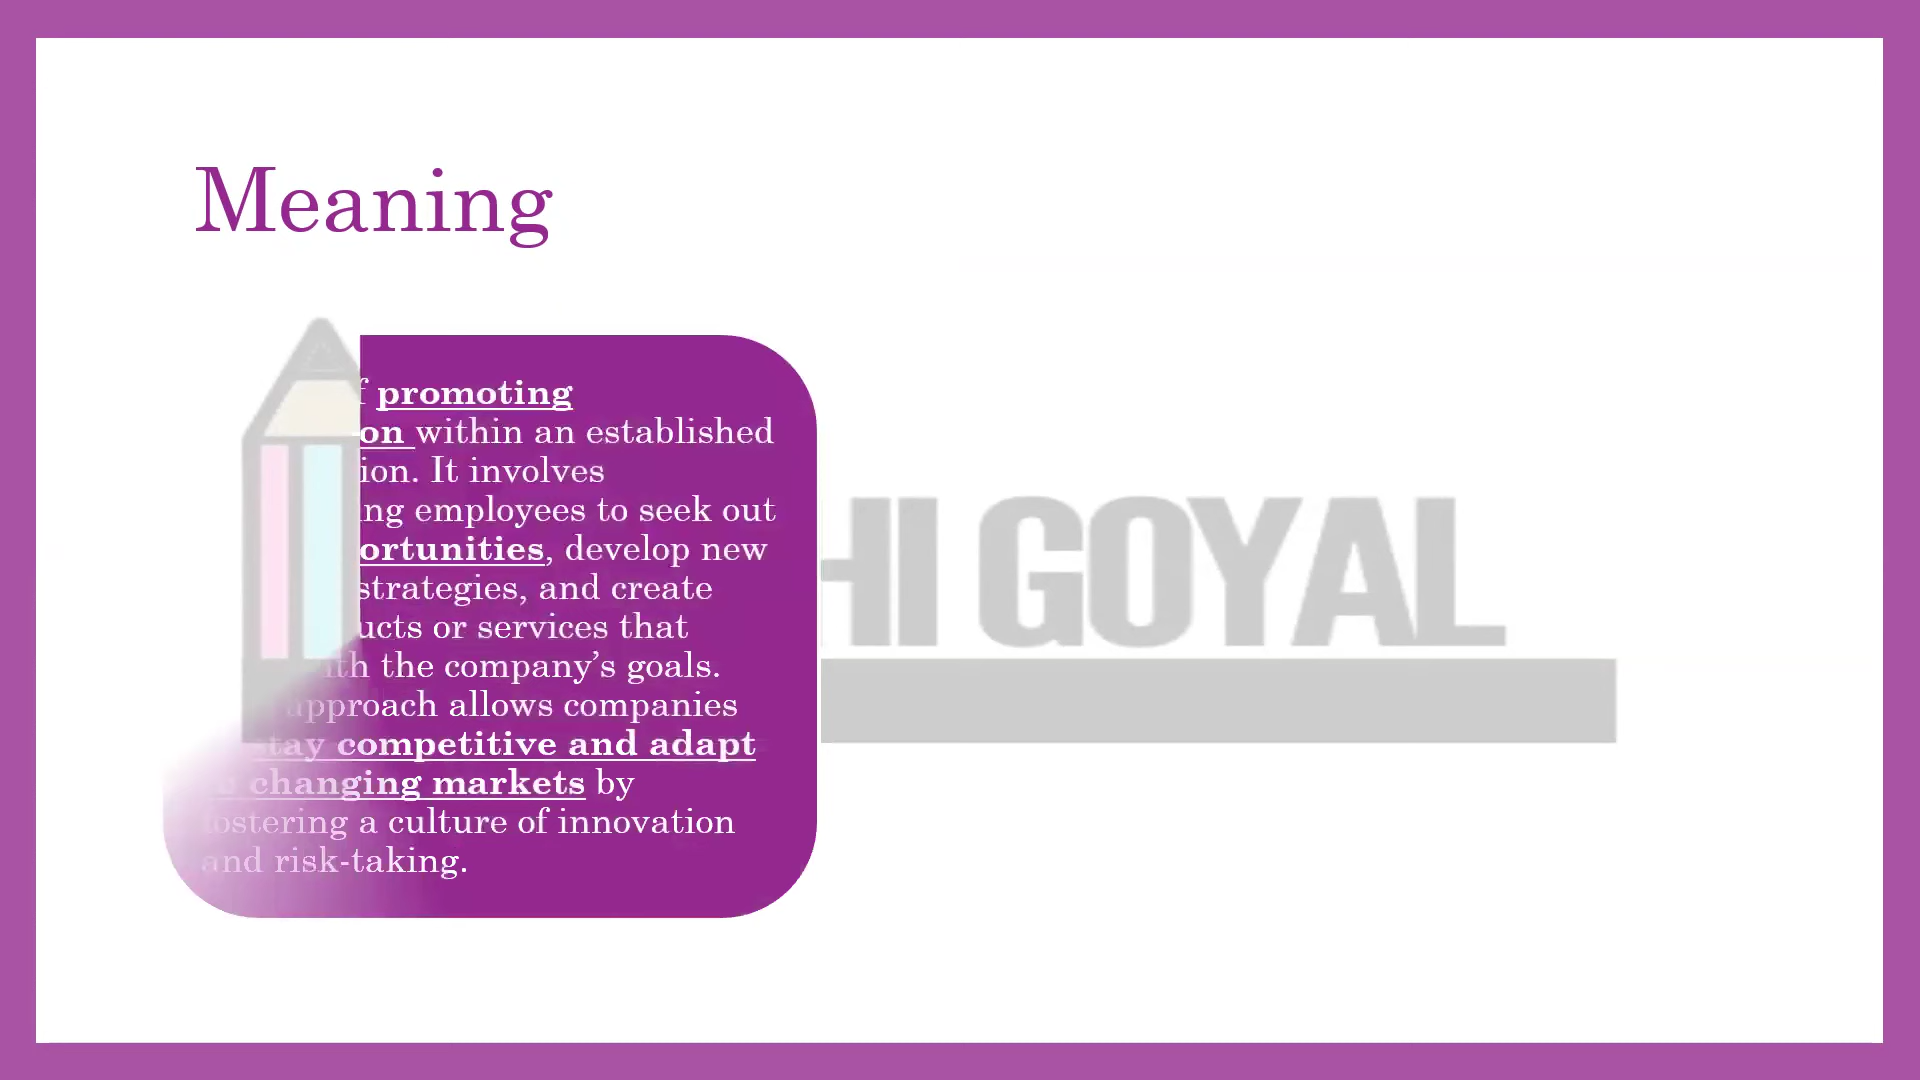 Meaning
promoting
on within an established
ion. It involves
ng employees to seek out
ortunities, develop new
strategies, and create
ucts or services that
ith the company’s goals.
approach allows companies
stay competitive and adapt
changing markets by
fostering a culture of innovation
and risk-taking.
HI GOYAL